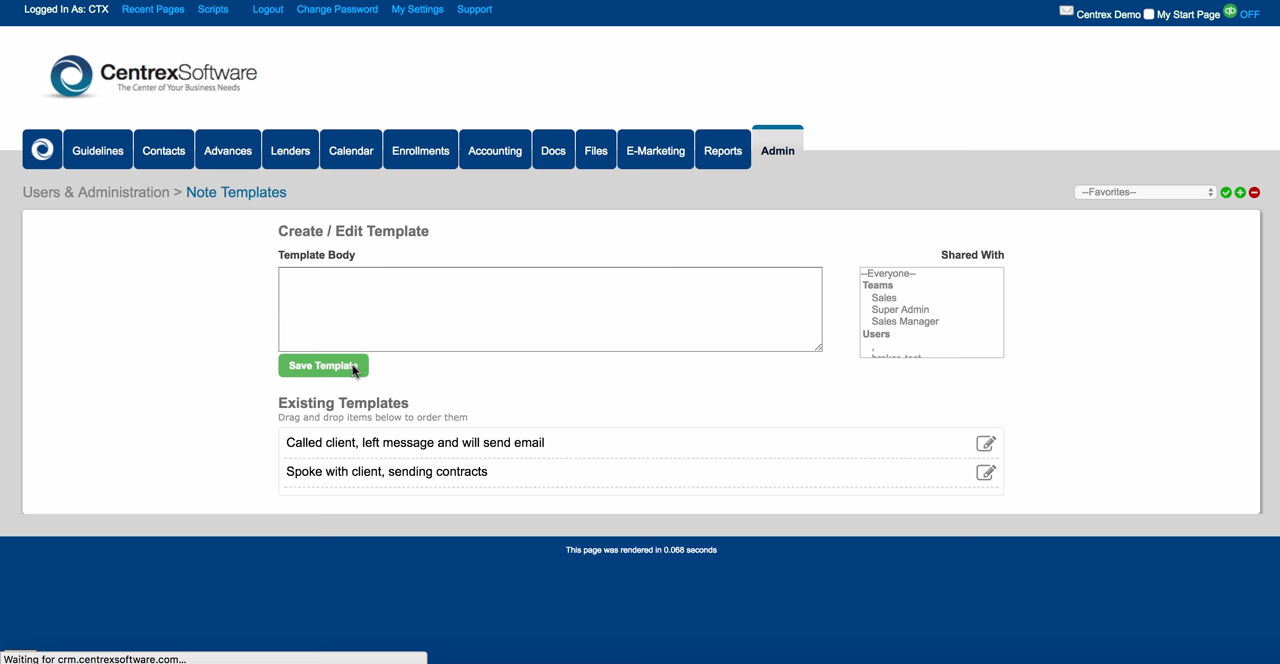 Logged In As: CTX Recent Pages Scripts Logout Change Password My Settings Support Centrex Demo My Start Page qb OFF
CentrexSoftware
The Center of Your Business Needs
Guidelines Contacts Advances Lenders Calendar Enrollments Accounting Docs Files E-Marketing Reports Admin
Users & Administration > Note Templates --Favorites--
Create / Edit Template
Template Body Shared With
--Everyone--
Teams
Sales
Super Admin
Sales Manager
Users
,
Save Template
Existing Templates
Drag and drop items below to order them
Called client, left message and will send email
Spoke with client, sending contracts
This page was rendered in 0.068 seconds
Waiting for crm.centrexsoftware.com...